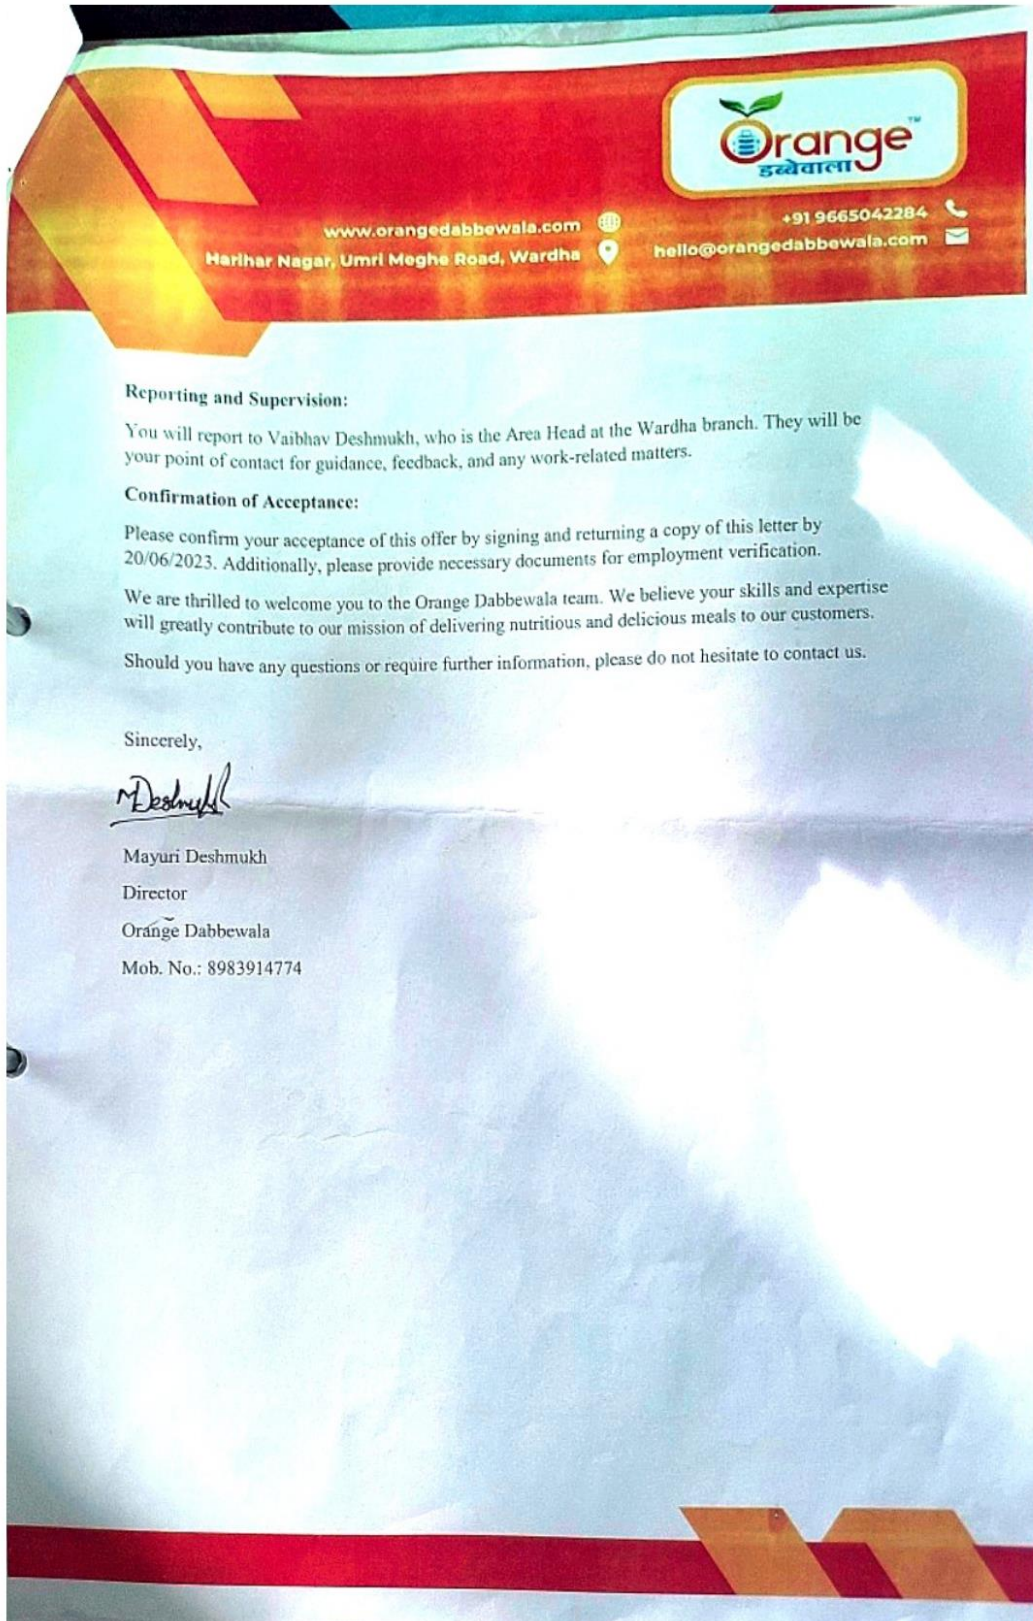 Orange™
डब्बेवाला
www.orangedabbewala.com
+91 9665042284
Harihar Nagar, Umri Meghe Road, Wardha
hello@orangedabbewala.com
Reporting and Supervision:
You will report to Vaibhav Deshmukh, who is the Area Head at the Wardha branch. They will be
your point of contact for guidance, feedback, and any work-related matters.
Confirmation of Acceptance:
Please confirm your acceptance of this offer by signing and returning a copy of this letter by
20/06/2023. Additionally, please provide necessary documents for employment verification.
We are thrilled to welcome you to the Orange Dabbewala team. We believe your skills and expertise
will greatly contribute to our mission of delivering nutritious and delicious meals to our customers.
Should you have any questions or require further information, please do not hesitate to contact us.
Sincerely,
MDeshmukh
Mayuri Deshmukh
Director
Orange Dabbewala
Mob. No.: 8983914774